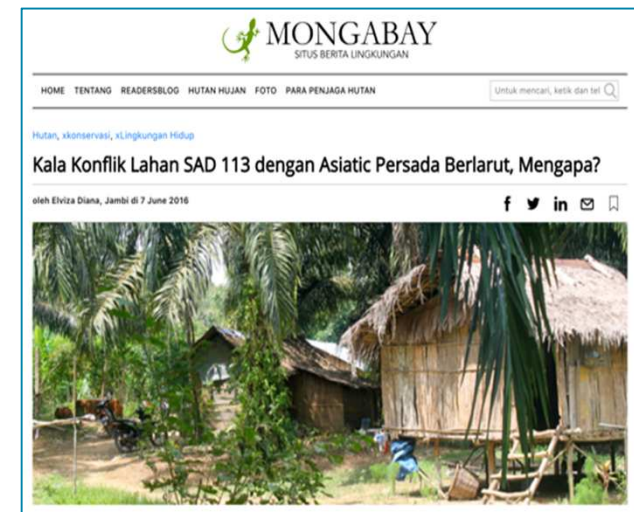 MONGABAY
SITUS BERITA LINGKUNGAN
HOME TENTANG READERSBLOG HUTAN HUJAN FOTO PARA PENJAGA HUTAN
Untuk mencari, ketik dan tel
Hutan, xkonservasi, xLingkungan Hidup
Kala Konflik Lahan SAD 113 dengan Asiatic Persada Berlarut, Mengapa?
oleh Elviza Diana, Jambi di 7 June 2016